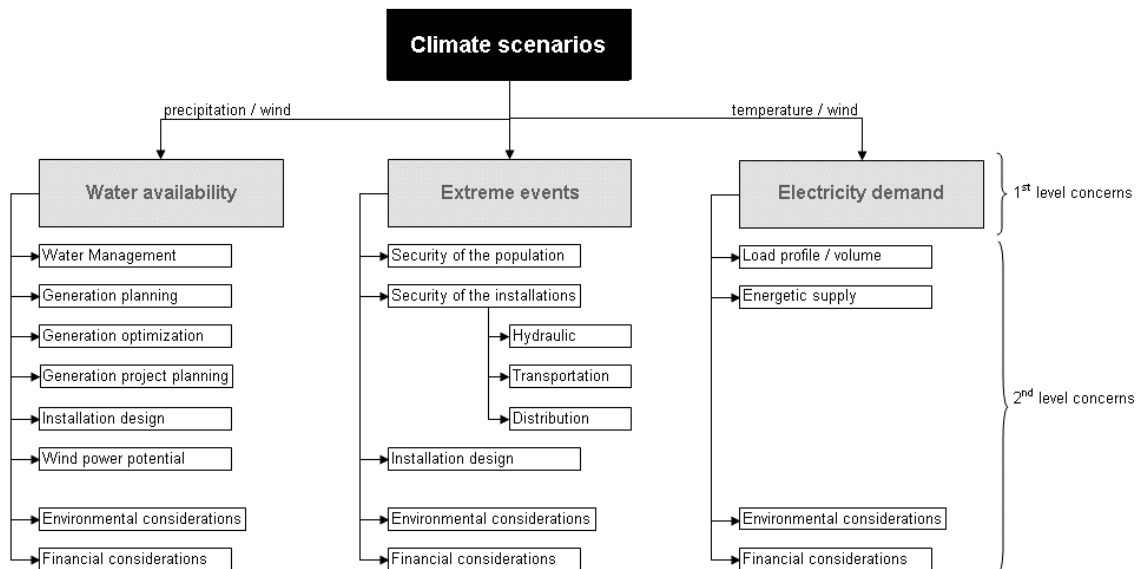 Climate scenarios
precipitation / wind
temperature / wind
Water availability
Extreme events
Electricity demand
1st level concerns
Water Management
Generation planning
Generation optimization
Generation project planning
Installation design
Wind power potential
Environmental considerations
Financial considerations
Security of the population
Security of the installations
Hydraulic
Transportation
Distribution
Installation design
Environmental considerations
Financial considerations
Load profile / volume
Energetic supply
Environmental considerations
Financial considerations
2nd level concerns